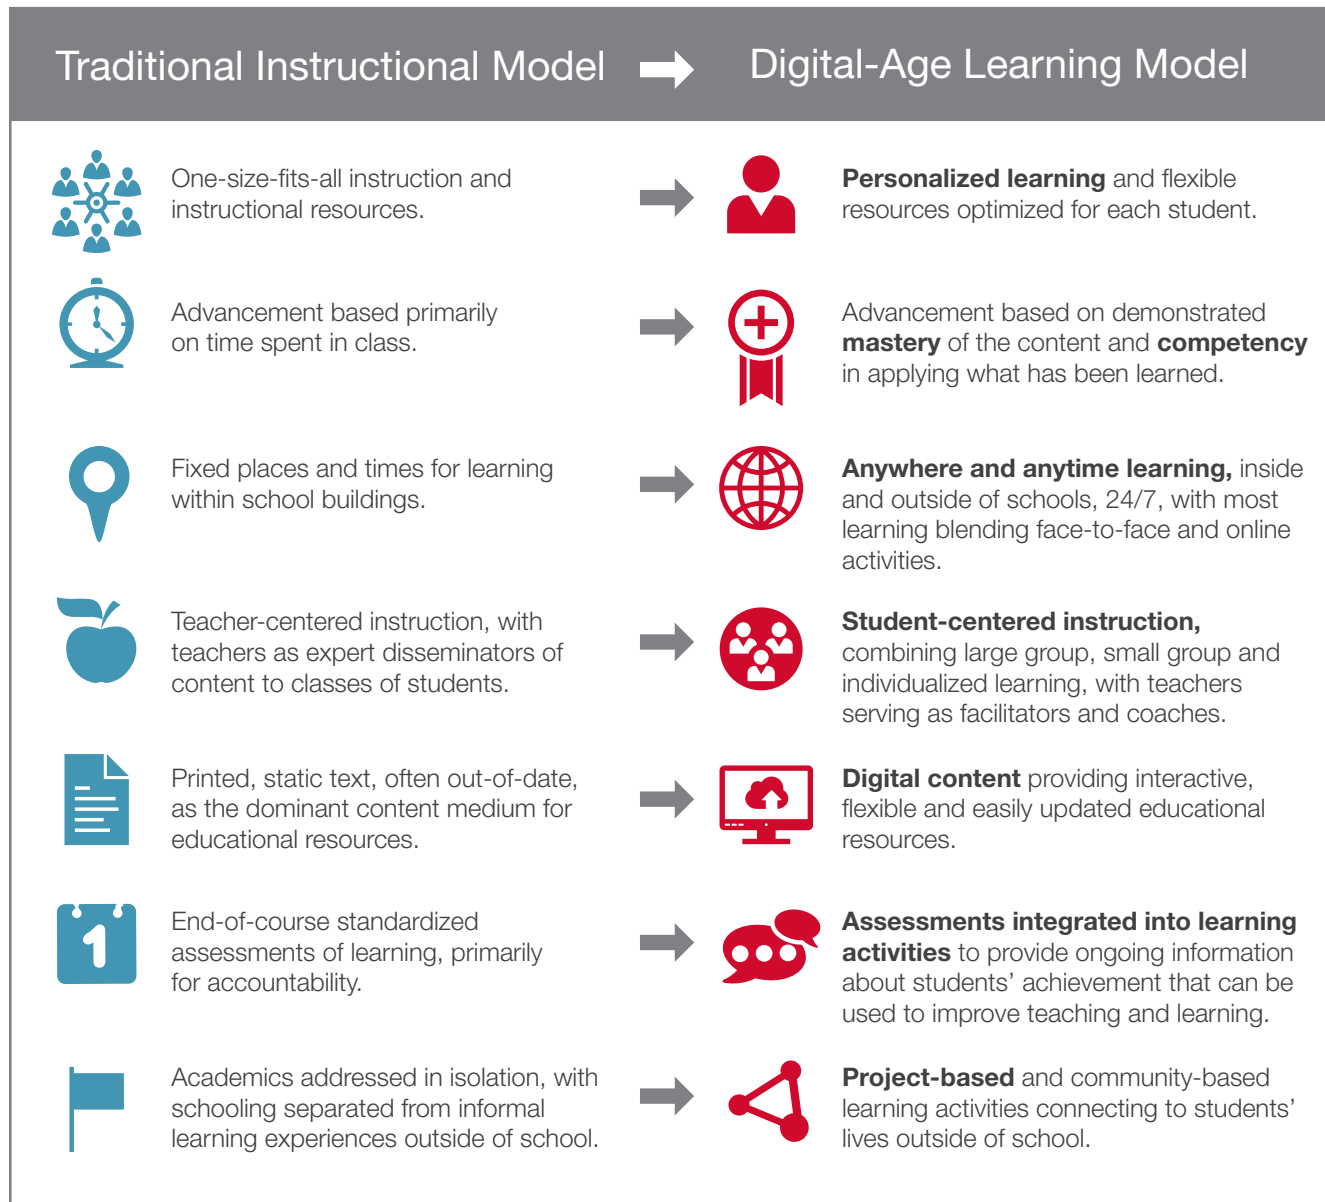 Traditional Instructional Model
Digital-Age Learning Model
One-size-fits-all instruction and
instructional resources.
Personalized learning and flexible
resources optimized for each student.
Advancement based primarily
on time spent in class.
Advancement based on demonstrated
mastery of the content and competency
in applying what has been learned.
Fixed places and times for learning
within school buildings.
Anywhere and anytime learning, inside
and outside of schools, 24/7, with most
learning blending face-to-face and online
activities.
Teacher-centered instruction, with
teachers as expert disseminators of
content to classes of students.
Student-centered instruction,
combining large group, small group and
individualized learning, with teachers
serving as facilitators and coaches.
Printed, static text, often out-of-date,
as the dominant content medium for
educational resources.
Digital content providing interactive,
flexible and easily updated educational
resources.
1
End-of-course standardized
assessments of learning, primarily
for accountability.
Assessments integrated into learning
activities to provide ongoing information
about students’ achievement that can be
used to improve teaching and learning.
Academics addressed in isolation, with
schooling separated from informal
learning experiences outside of school.
Project-based and community-based
learning activities connecting to students’
lives outside of school.